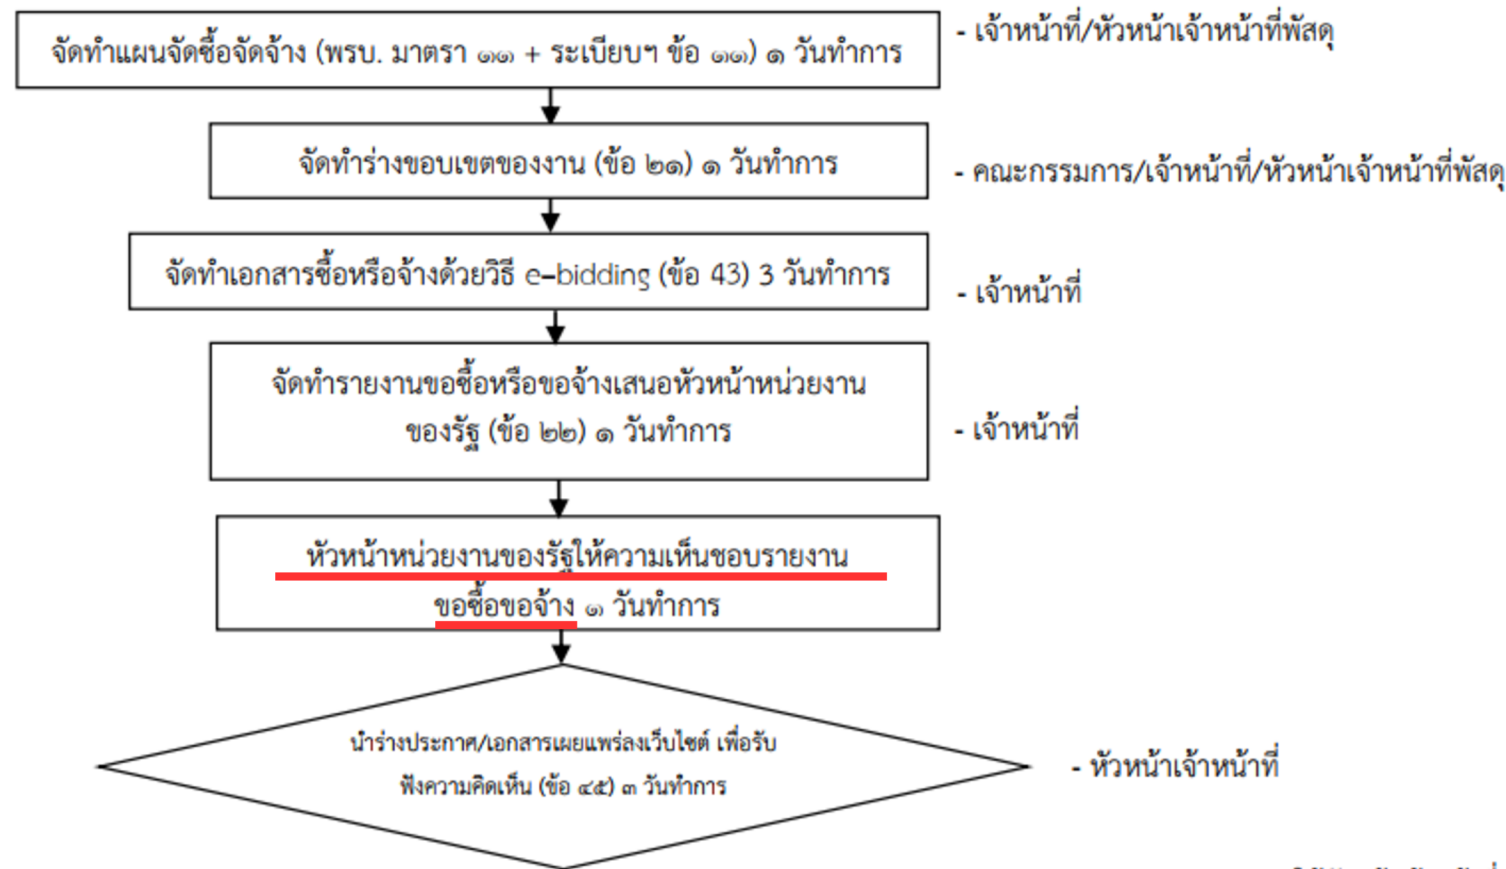 จัดทำแผนจัดซื้อจัดจ้าง (พรบ. มาตรา ๑๑ + ระเบียบฯ ข้อ ๑๑) ๑ วันทำการ
- เจ้าหน้าที่/หัวหน้าเจ้าหน้าที่พัสดุ
จัดทำร่างขอบเขตของงาน (ข้อ ๒๑) ๑ วันทำการ
- คณะกรรมการ/เจ้าหน้าที่/หัวหน้าเจ้าหน้าที่พัสดุ
จัดทำเอกสารซื้อหรือจ้างด้วยวิธี e-bidding (ข้อ 43) 3 วันทำการ
- เจ้าหน้าที่
จัดทำรายงานขอซื้อหรือขอจ้างเสนอหัวหน้าหน่วยงาน
ของรัฐ (ข้อ ๒๒) ๑ วันทำการ
- เจ้าหน้าที่
หัวหน้าหน่วยงานของรัฐให้ความเห็นชอบรายงาน
ขอซื้อขอจ้าง ๑ วันทำการ
นำร่างประกาศ/เอกสารเผยแพร่ลงเว็บไซต์ เพื่อรับ
ฟังความคิดเห็น (ข้อ ๔๕) ๓ วันทำการ
- หัวหน้าเจ้าหน้าที่